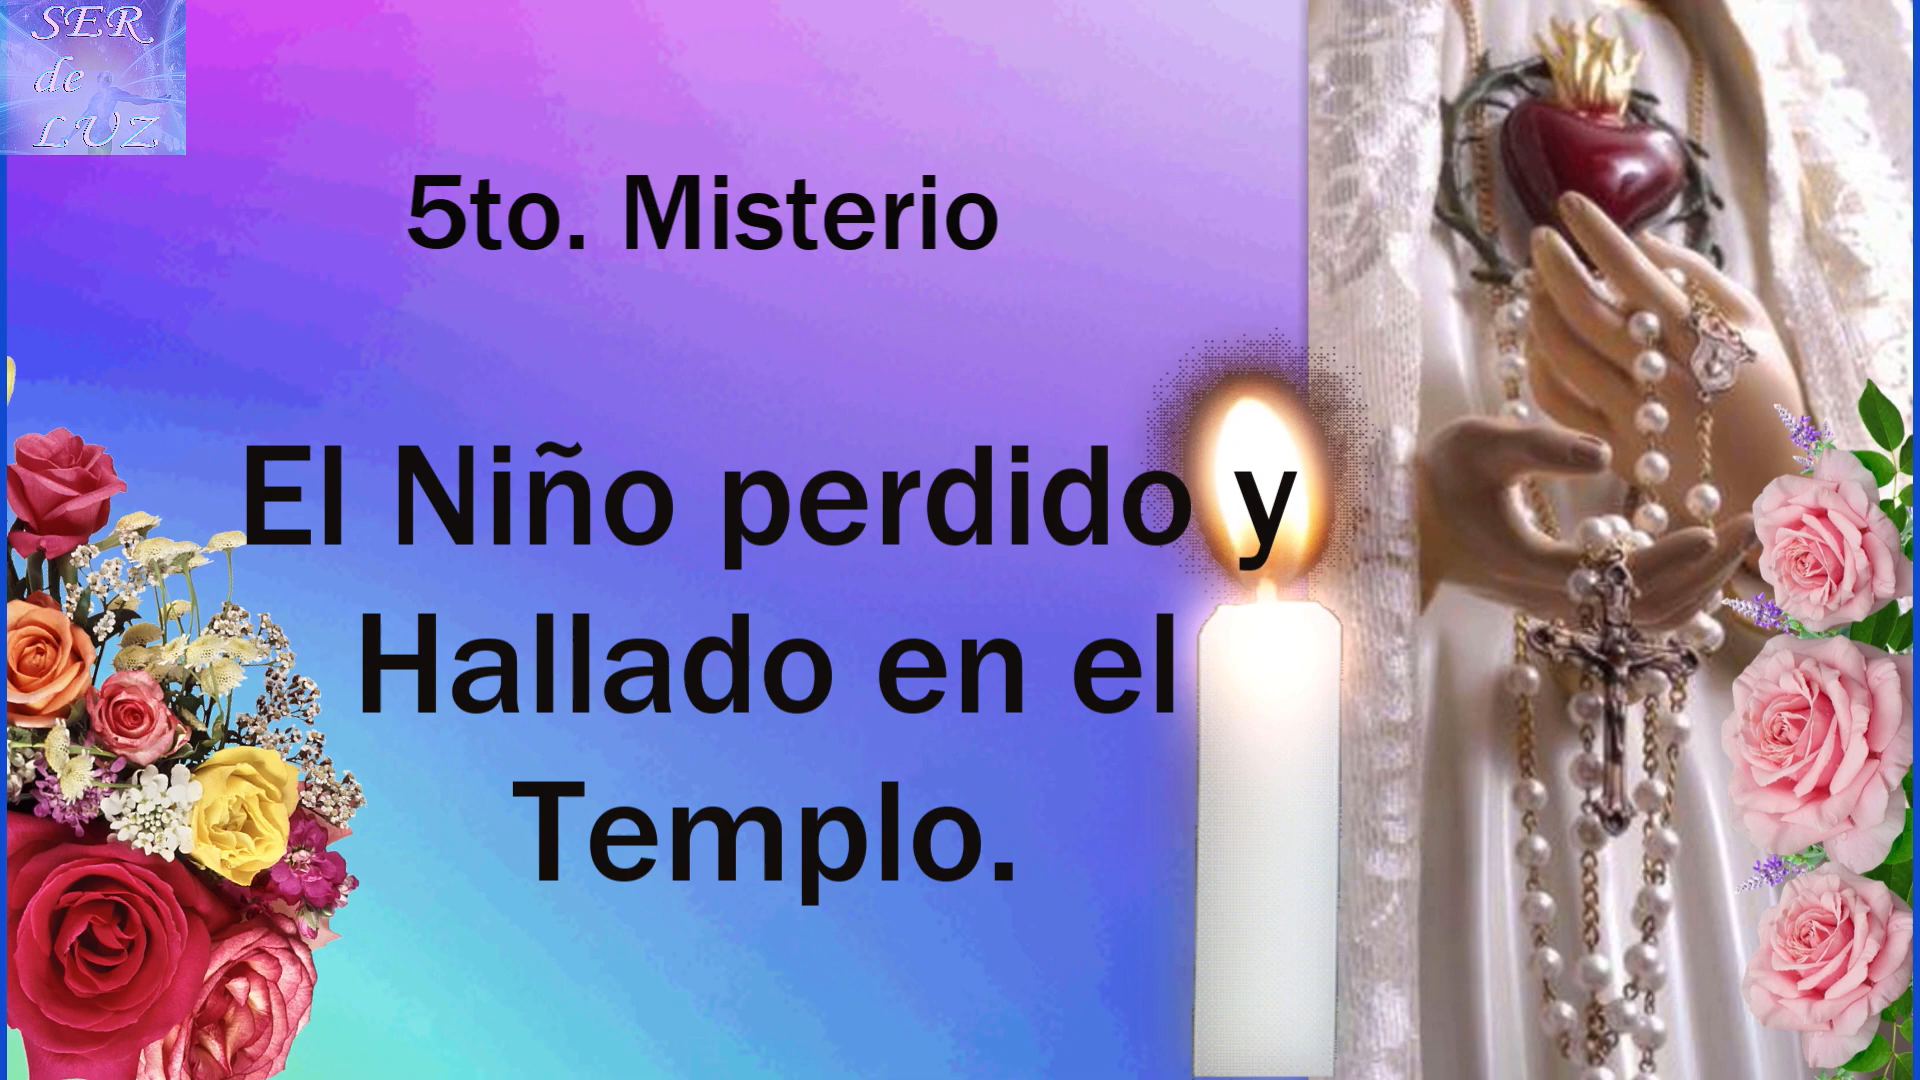 SER
de
LUZ
5to. Misterio
El Niño perdido y
Hallado en el
Templo.